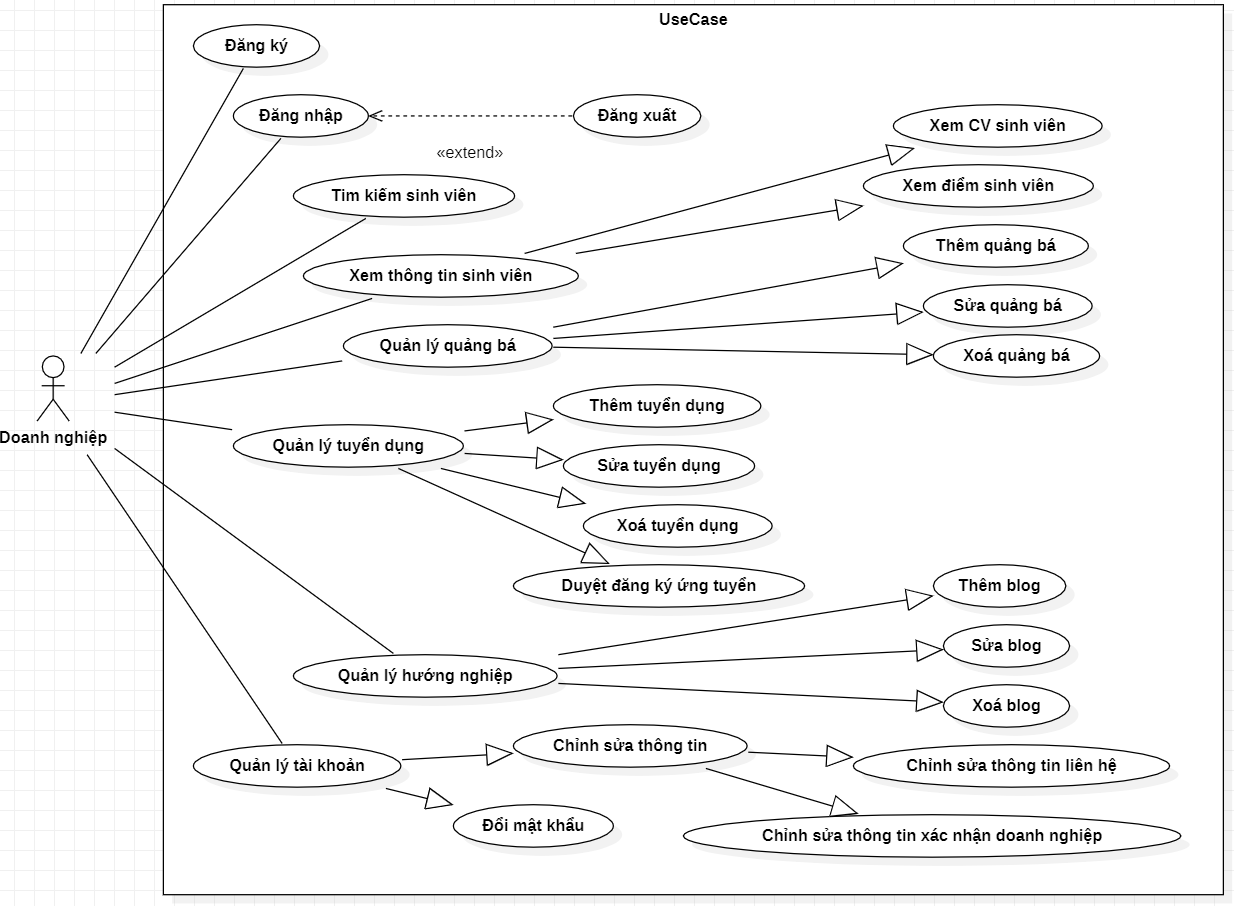 UseCase
Đăng ký
Đăng nhập
Đăng xuất
«extend»
Xem CV sinh viên
Tìm kiếm sinh viên
Xem điểm sinh viên
Thêm quảng bá
Xem thông tin sinh viên
Sửa quảng bá
Quản lý quảng bá
Xoá quảng bá
Thêm tuyển dụng
Doanh nghiệp
Quản lý tuyển dụng
Sửa tuyển dụng
Xoá tuyển dụng
Duyệt đăng ký ứng tuyển
Thêm blog
Sửa blog
Quản lý hướng nghiệp
Xoá blog
Chỉnh sửa thông tin
Quản lý tài khoản
Chỉnh sửa thông tin liên hệ
Đổi mật khẩu
Chỉnh sửa thông tin xác nhận doanh nghiệp